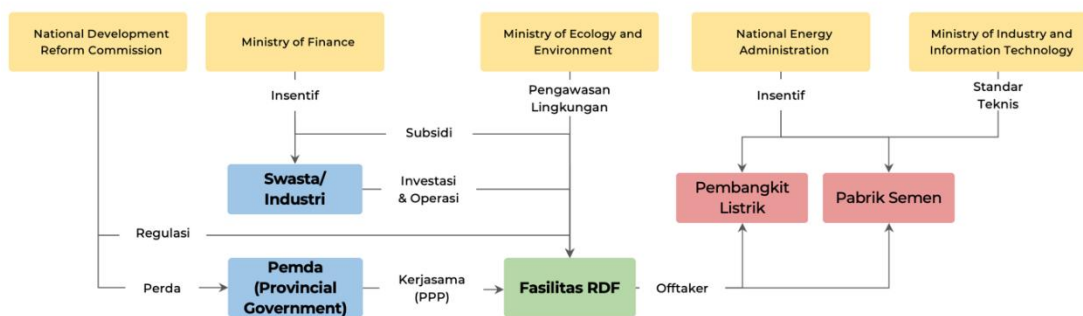 National Development
Reform Commission
Ministry of Finance
Ministry of Ecology and
Environment
National Energy
Administration
Ministry of Industry and
Information Technology
Insentif
Pengawasan
Lingkungan
Insentif
Standar
Teknis
Subsidi
Swasta/
Industri
Investasi
& Operasi
Pembangkit
Listrik
Pabrik Semen
Regulasi
Perda
Pemda
(Provincial
Government)
Kerjasama
(PPP)
Fasilitas RDF
Offtaker